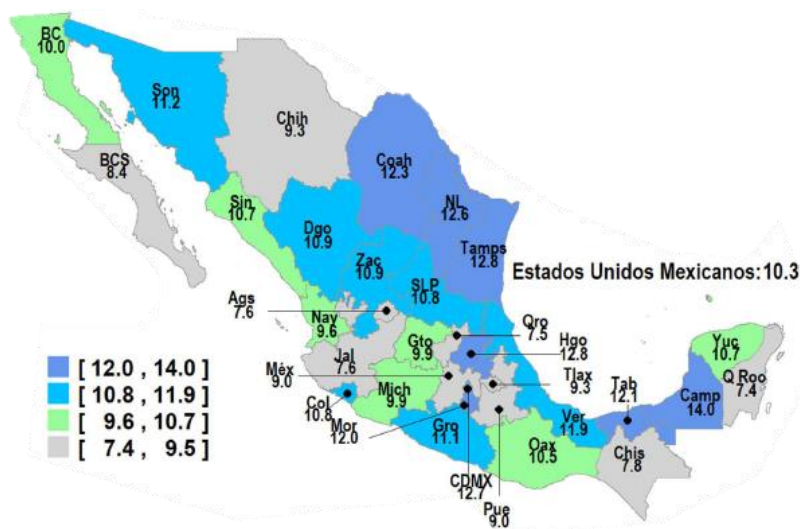 BC
10.0
Son
11.2
Chih
9.3
BCS
8.4
Coah
12.3
NL
12.6
Sin
10.7
Dgo
10.9
Tamps
12.8
Zac
10.9
Estados Unidos Mexicanos:10.3
SLP
10.8
Ags
7.6
Nay
9.6
Gto
9.9
Qro
7.5
Hgo
12.8
Yuc
10.7
Jal
7.6
Méx
9.0
Tlax
9.3
Q Roo
7.4
Tab
12.1
Camp
14.0
Mich
9.9
Col
10.8
Mor
12.0
Gro
11.1
Ver
11.9
Oax
10.5
Chis
7.8
CDMX
12.7
Pue
9.0
[ 12.0 , 14.0 ]
[ 10.8 , 11.9 ]
[ 9.6 , 10.7 ]
[ 7.4 , 9.5 ]